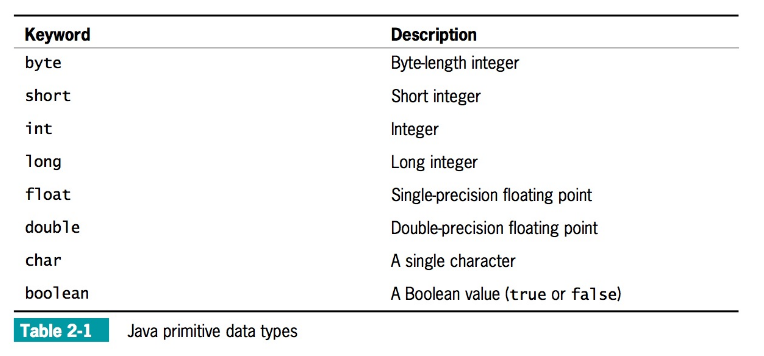 Keyword Description
byte Byte-length integer
short Short integer
int Integer
long Long integer
float Single-precision floating point
double Double-precision floating point
char A single character
boolean A Boolean value (true or false)
Table 2-1 Java primitive data types